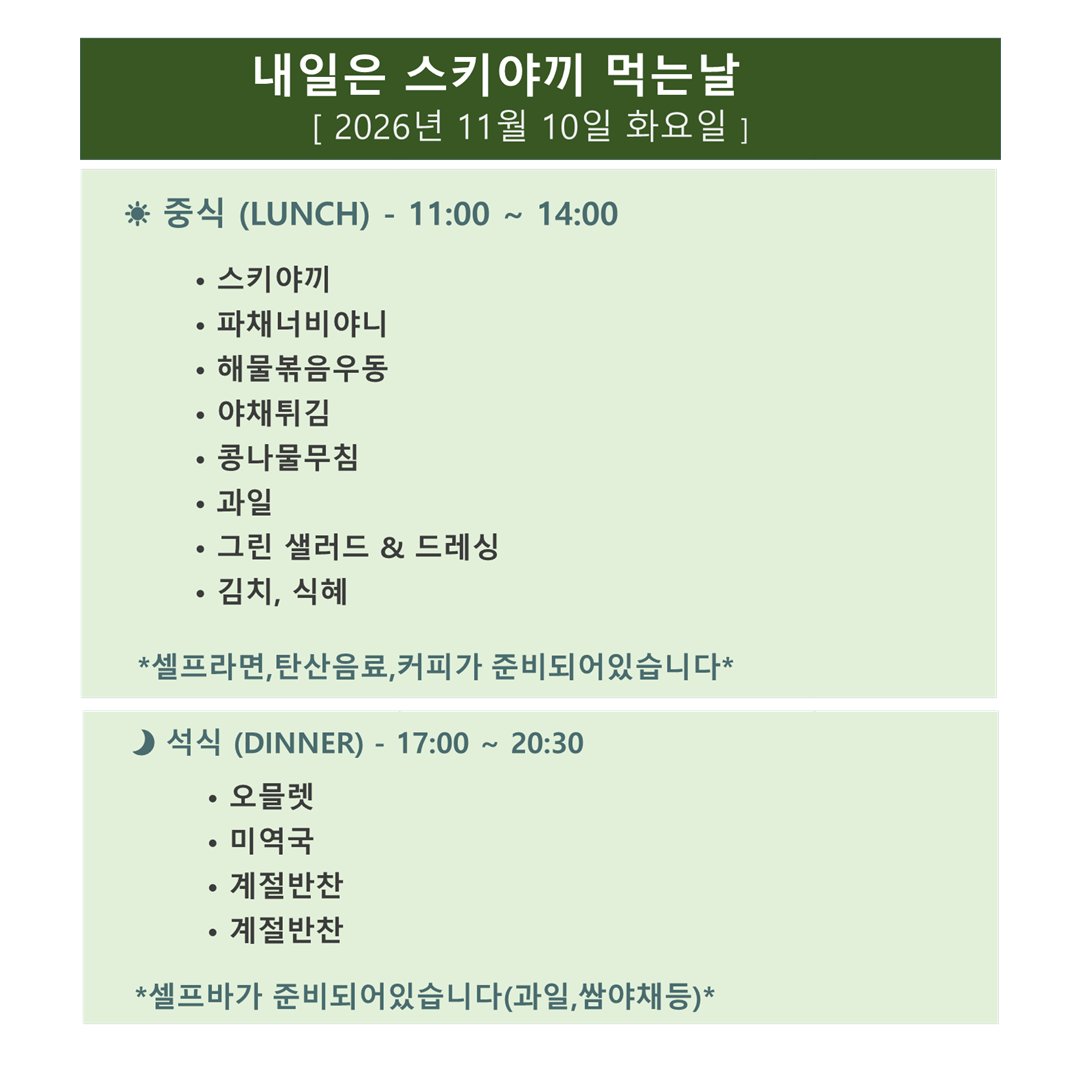 내일은 스키야끼 먹는날
[ 2026년 11월 10일 화요일 ]
중식 (LUNCH) - 11:00 ~ 14:00
• 스키야끼
• 파채너비야니
• 해물볶음우동
• 야채튀김
• 콩나물무침
• 과일
• 그린 샐러드 & 드레싱
• 김치, 식혜
*셀프라면,탄산음료,커피가 준비되어있습니다*
석식 (DINNER) - 17:00 ~ 20:30
• 오믈렛
• 미역국
• 계절반찬
• 계절반찬
*셀프바가 준비되어있습니다(과일,쌈야채등)*